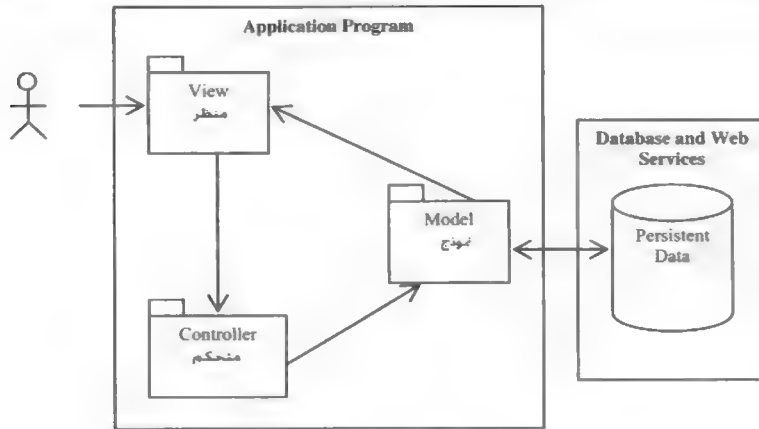 Application Program
View
منظر
Database and Web
Services
Model
نموذج
Persistent
Data
Controller
متحكم